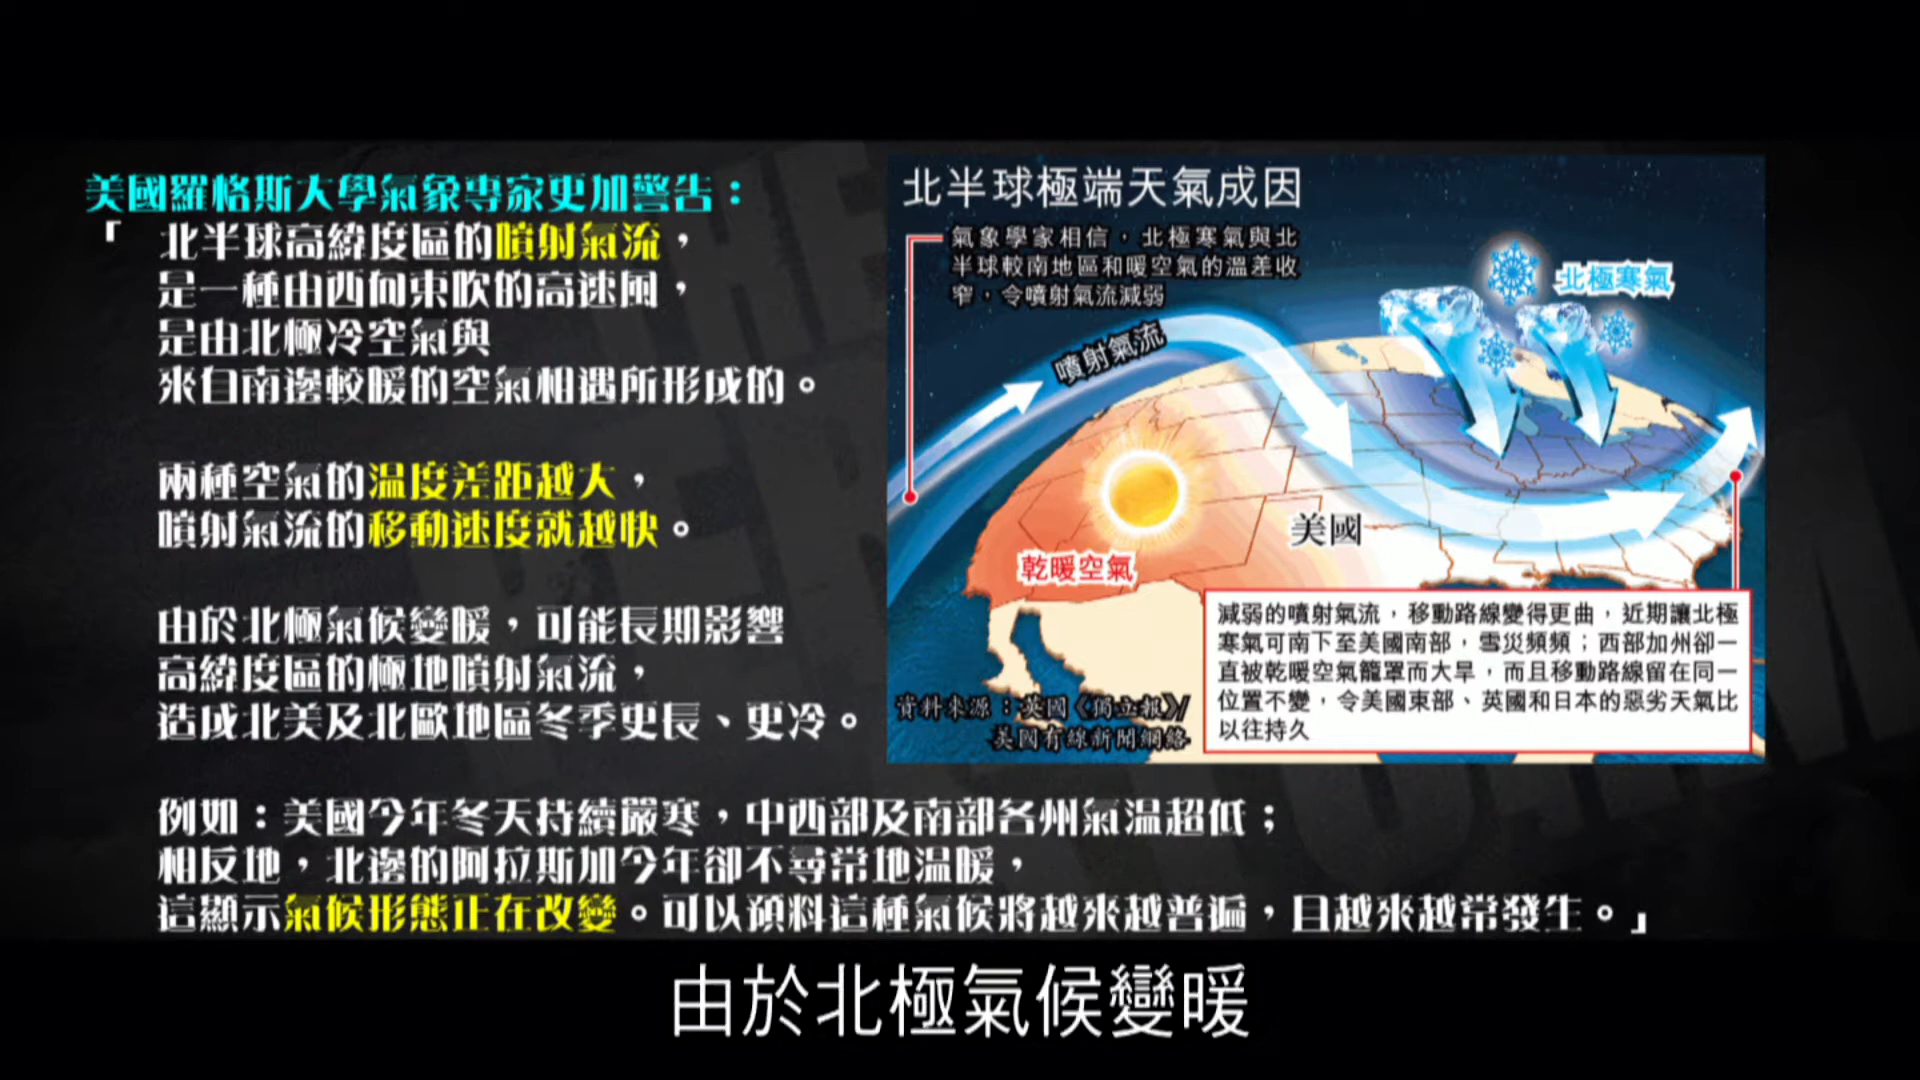 美國羅格斯大學氣象專家更加警告：
「 北半球高緯度區的噴射氣流，
是一種由西向東吹的高速風，
是由北極冷空氣與
來自南邊較暖的空氣相遇所形成的。
兩種空氣的溫度差距越大，
噴射氣流的移動速度就越快。
由於北極氣候變暖，可能長期影響
高緯度區的極地噴射氣流，
造成北美及北歐地區冬季更長、更冷。
例如：美國今年冬天持續嚴寒，中西部及南部各州氣溫超低；
相反地，北邊的阿拉斯加今年卻不尋常地溫暖，
這顯示氣候形態正在改變。可以預料這種氣候將越來越普遍，且越來越常發生。」
北半球極端天氣成因
氣象學家相信，北極寒氣與北
半球較南地區和暖空氣的溫差收
窄，令噴射氣流減弱
噴射氣流
北極寒氣
美國
乾暖空氣
減弱的噴射氣流，移動路線變得更曲，近期讓北極
寒氣可南下至美國南部，雪災頻頻；西部加州卻一
直被乾暖空氣籠罩而大旱，而且移動路線留在同一
位置不變，令美國東部、英國和日本的惡劣天氣比
以往持久
資料來源：英國《獨立報》/
美國有線新聞網絡
由於北極氣候變暖